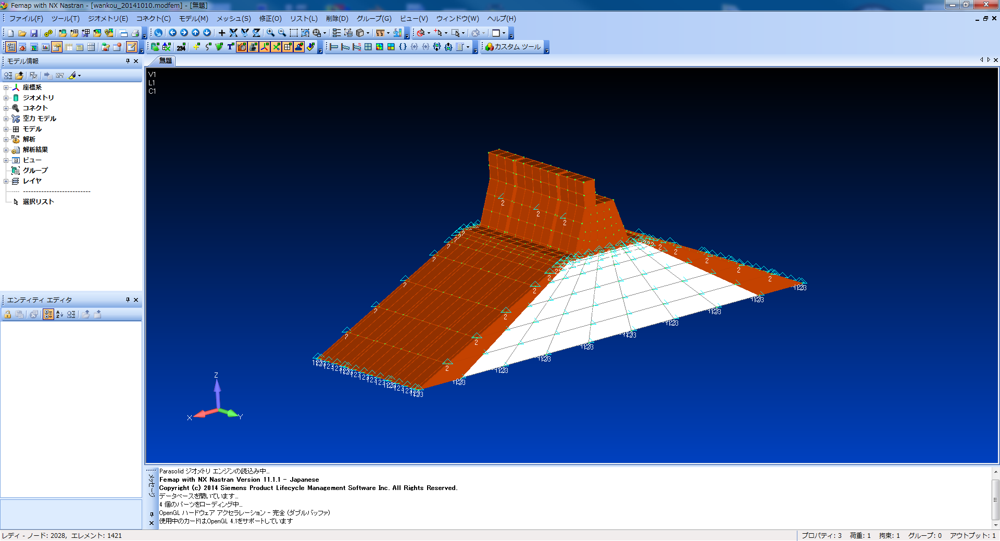 Femap with NX Nastran - [wankou_20141010.modfem] - [無題]
ファイル(F) ツール(T) ジオメトリ(E) コネクト(C) モデル(M) メッシュ(S) 修正(O) リスト(L) 削除(D) グループ(G) ビュー(V) ウィンドウ(W) ヘルプ(H)
カスタム ツール
モデル情報
無題
座標系
ジオメトリ
コネクト
空力 モデル
モデル
解析
解析結果
ビュー
グループ
レイヤ
選択リスト
エンティティ エディタ
V1
L1
C1
2
2
2
Z
X
Y
メッセージ
Parasolid ジオメトリ エンジンの読込み中...
Femap with NX Nastran Version 11.1.1 - Japanese
Copyright (c) 2014 Siemens Product Lifecycle Management Software Inc. All Rights Reserved.
データベースを開いています...
4 個のパーツをローディング中...
OpenGL ハードウェア アクセラレーション - 完全 (ダブルバッファ)
使用中のカードは,OpenGL 4.1をサポートしています
レディ - ノード: 2028, エレメント: 1421
プロパティ: 3 荷重: 1 拘束: 1 グループ: 0 アウトプット: 1